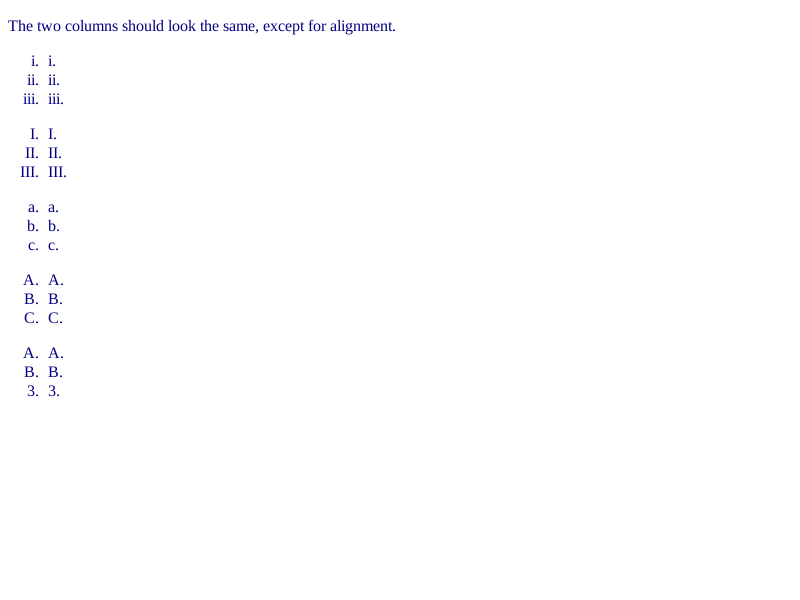 The two columns should look the same, except for alignment.
i. i.
ii. ii.
iii. iii.
I. I.
II. II.
III. III.
a. a.
b. b.
c. c.
A. A.
B. B.
C. C.
A. A.
B. B.
3. 3.